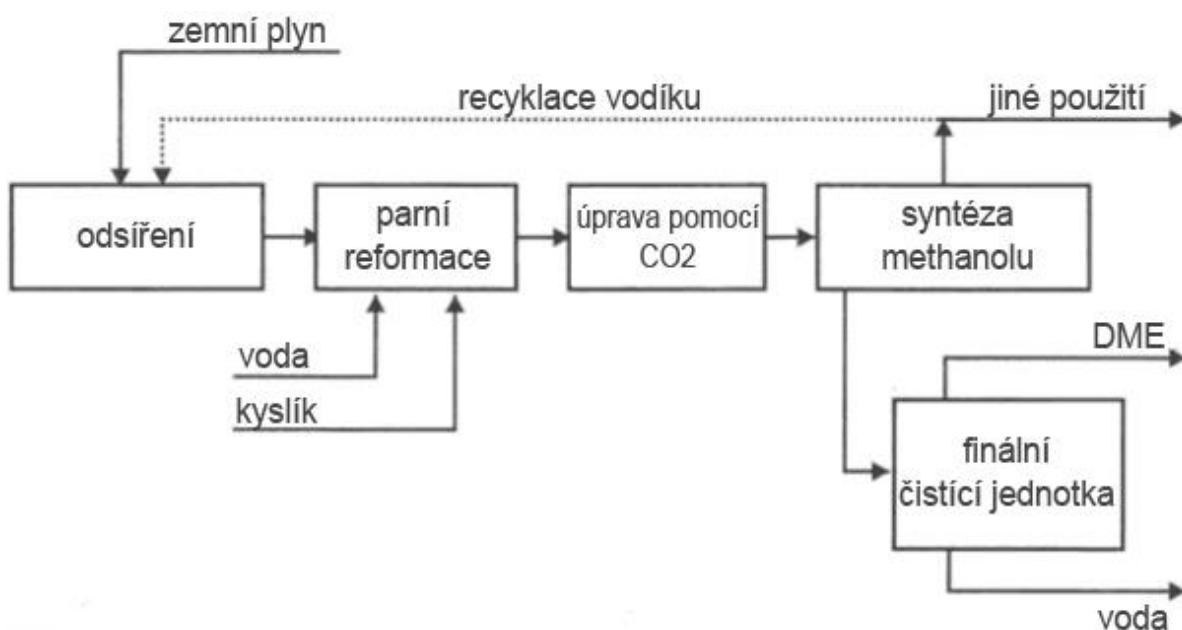 zemní plyn
recyklace vodíku
jiné použití
odsíření
parní
reformace
úprava pomocí
CO2
syntéza
methanolu
voda
kyslík
DME
finální
čistící jednotka
voda